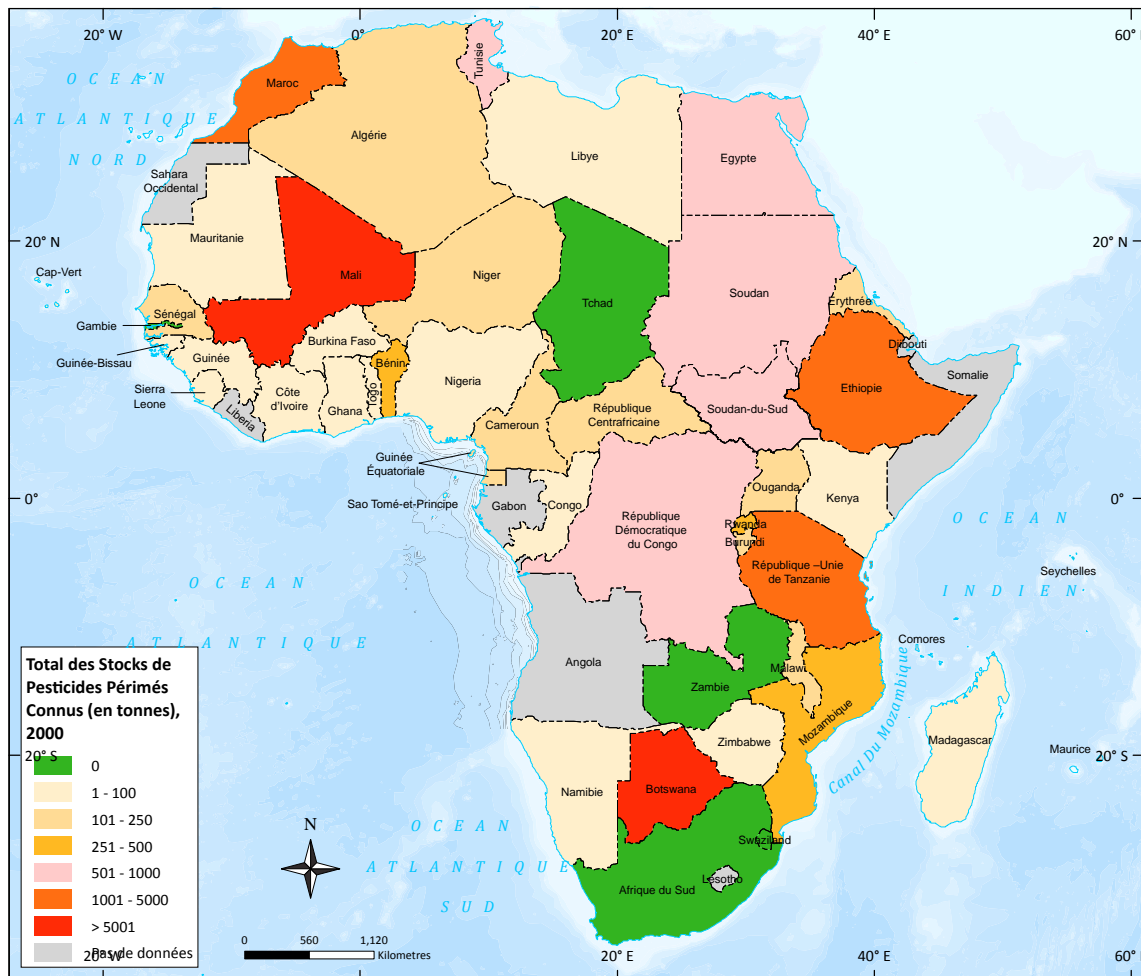 20° W
0°
20° E
40° E
60° E
OCEAN
ATLANTIQUE
NORD
Maroc
Tunisie
Algérie
Libye
Egypte
Sahara
Occidental
Mauritanie
20° N
20° N
Cap-Vert
Mali
Niger
Tchad
Soudan
Erythrée
Sénégal
Gambie
Burkina Faso
Djibouti
Guinée-Bissau
Guinée
Bénin
Somalie
Sierra
Leone
Côte
d'Ivoire
Ghana
Togo
Nigeria
Ethiopie
Liberia
Cameroun
République
Centrafricaine
Soudan-du-Sud
Guinée
Équatoriale
Ouganda
Kenya
0°
0°
Sao Tomé-et-Principe
Gabon
Congo
République
Démocratique
du Congo
Rwanda
Burundi
OCEAN
INDIEN
République –Unie
de Tanzanie
Seychelles
OCEAN
ATLANTIQUE
Comores
Angola
Malawi
Zambie
Canal Du Mozambique
Mozambique
Madagascar
Maurice
Zimbabwe
20° S
20° S
Namibie
Botswana
OCEAN
ATLANTIQUE
SUD
Swaziland
Lesotho
Afrique du Sud
Total des Stocks de
Pesticides Périmés
Connus (en tonnes),
2000
0
1 - 100
101 - 250
251 - 500
501 - 1000
1001 - 5000
> 5001
Pas de données
N
0 560 1,120
Kilometres
20° W
0°
20° E
40° E
60° E